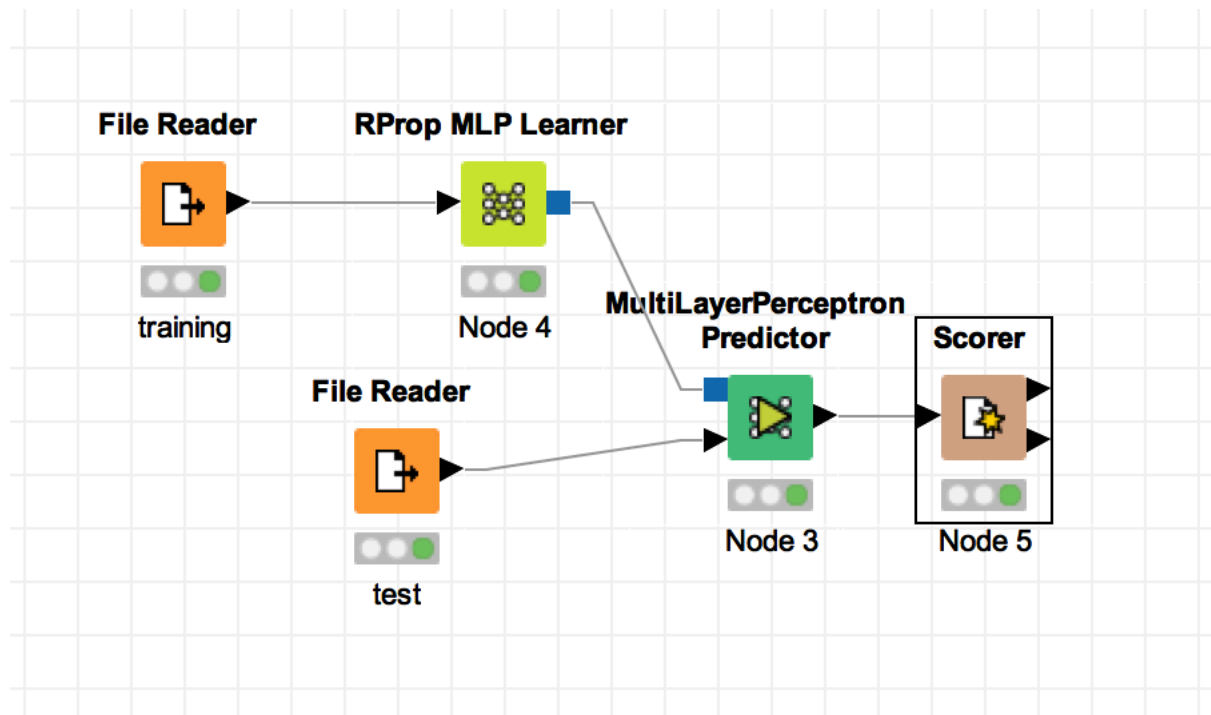 File Reader
RProp MLP Learner
training
Node 4
MultiLayerPerceptron
Predictor
Scorer
File Reader
Node 3
Node 5
test